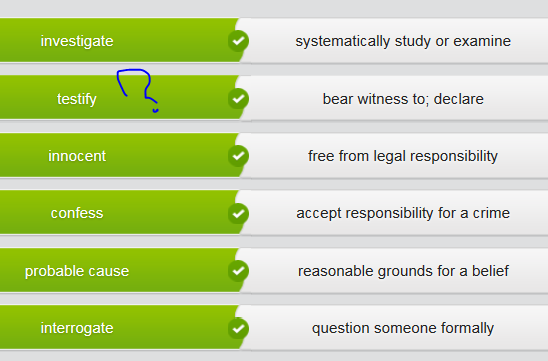 investigate systematically study or examine
testify ? bear witness to; declare
innocent free from legal responsibility
confess accept responsibility for a crime
probable cause reasonable grounds for a belief
interrogate question someone formally